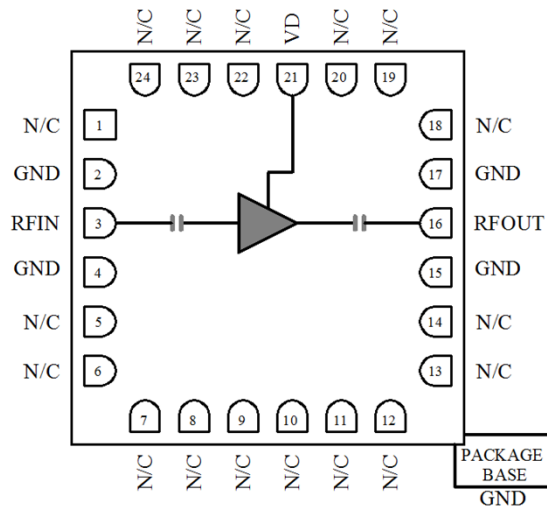 N/C N/C N/C VD N/C N/C
24 23 22 21 20 19
N/C 1 18 N/C
GND 2 17 GND
RFIN 3 16 RFOUT
GND 4 15 GND
N/C 5 14 N/C
N/C 6 13 N/C
7 8 9 10 11 12
N/C N/C N/C N/C N/C N/C
PACKAGE
BASE
GND